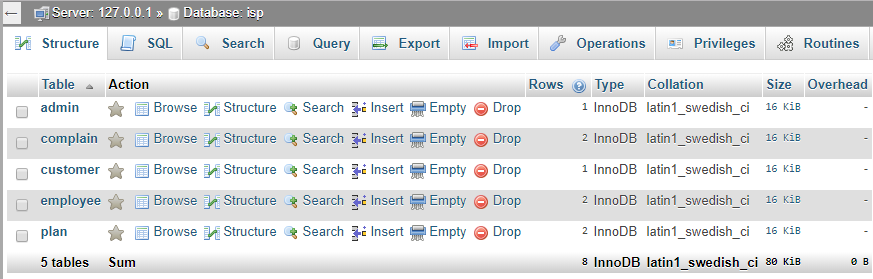 Server: 127.0.0.1 » Database: isp
Structure SQL Search Query Export Import Operations Privileges Routines
Table Action Rows Type Collation Size Overhead
admin Browse Structure Search Insert Empty Drop 1 InnoDB latin1_swedish_ci 16 KiB -
complain Browse Structure Search Insert Empty Drop 2 InnoDB latin1_swedish_ci 16 KiB -
customer Browse Structure Search Insert Empty Drop 1 InnoDB latin1_swedish_ci 16 KiB -
employee Browse Structure Search Insert Empty Drop 2 InnoDB latin1_swedish_ci 16 KiB -
plan Browse Structure Search Insert Empty Drop 2 InnoDB latin1_swedish_ci 16 KiB -
5 tables Sum 8 InnoDB latin1_swedish_ci 80 KiB 0 B